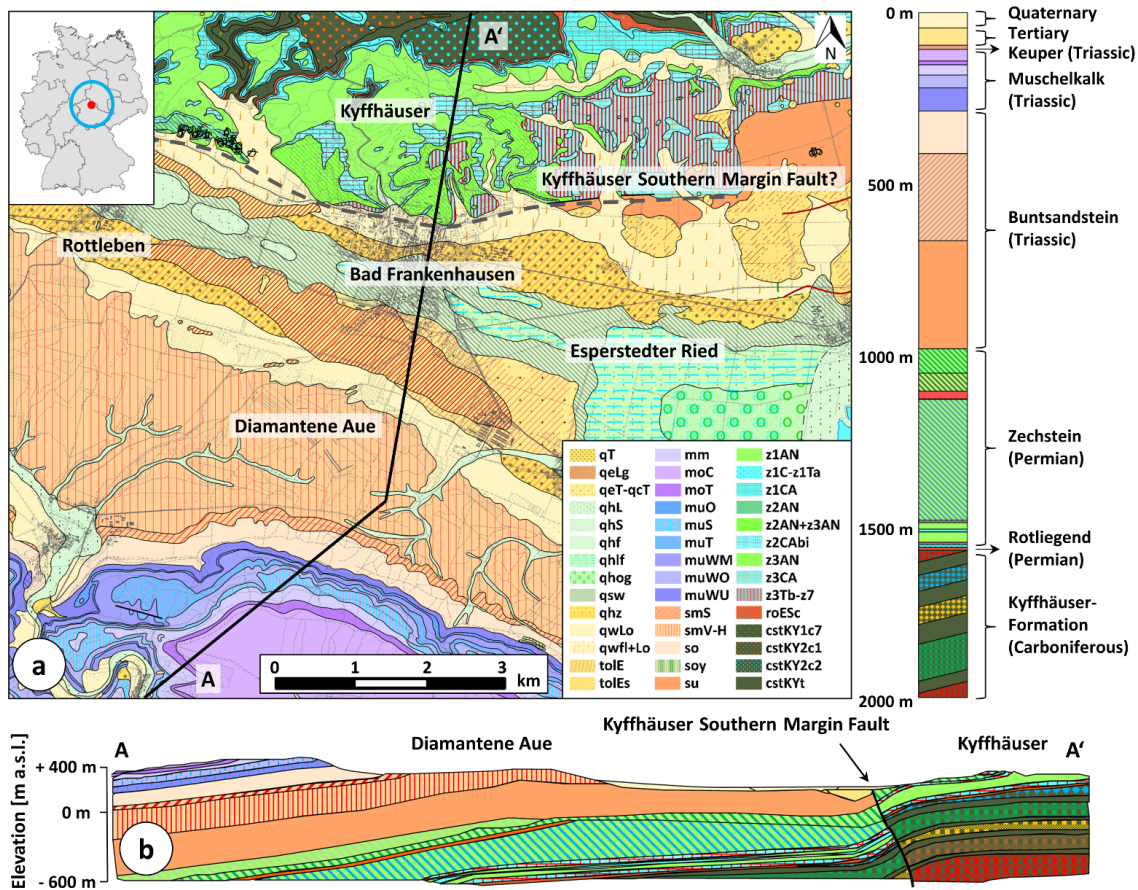 A‘
N
Kyffhäuser
Kyffhäuser Southern Margin Fault?
Rottleben
Bad Frankenhausen
Esperstedter Ried
Diamantene Aue
A
a
0 1 2 3
km
qT
qeLg
qeT-qcT
qhL
qhS
qhf
qhlf
qhog
qsw
qhz
qwLo
qwfl+Lo
tolE
tolEs
mm
moC
moT
muO
muS
muT
muWM
muWO
muWU
smS
smV-H
so
soy
su
z1AN
z1C-z1Ta
z1CA
z2AN
z2AN+z3AN
z2CAbi
z3AN
z3CA
z3Tb-z7
roESc
cstKY1c7
cstKY2c1
cstKY2c2
cstKYt
0 m
500 m
1000 m
1500 m
2000 m
Quaternary
Tertiary
Keuper (Triassic)
Muschelkalk
(Triassic)
Buntsandstein
(Triassic)
Zechstein
(Permian)
Rotliegend
(Permian)
Kyffhäuser-
Formation
(Carboniferous)
Kyffhäuser Southern Margin Fault
A
Diamantene Aue
Kyffhäuser
A‘
Elevation [m a.s.l.]
+ 400 m
0 m
- 600 m
b